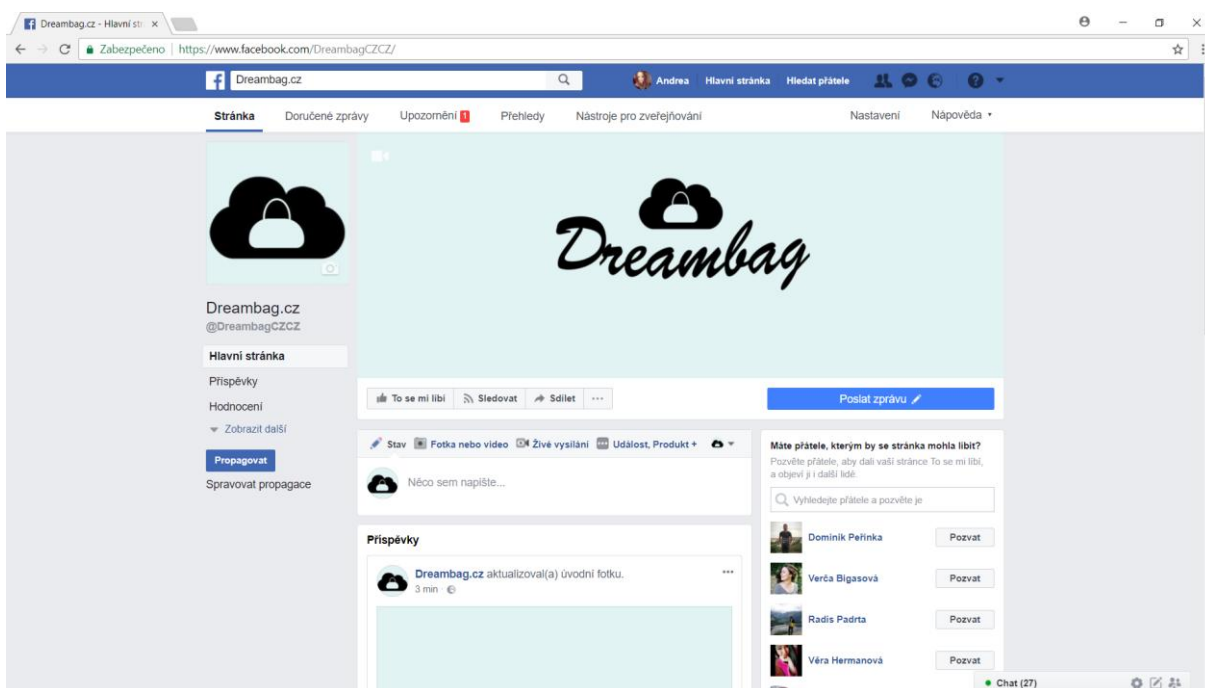 Dreambag.cz - Hlavní str
Zabezpečeno | https://www.facebook.com/DreambagCZCZ/
Dreambag.cz
Andrea Hlavní stránka Hledat přátele
Stránka Doručené zprávy Upozornění 1 Přehledy Nástroje pro zveřejňování Nastavení Nápověda
Dreambag
Dreambag.cz
@DreambagCZCZ
Hlavní stránka
Příspěvky
Hodnocení
Zobrazit další
Propagovat
Spravovat propagace
To se mi líbí Sledovat Sdílet ...
Poslat zprávu
Stav Fotka nebo video Živé vysílání Událost, Produkt +
Něco sem napište...
Příspěvky
Dreambag.cz aktualizoval(a) úvodní fotku.
3 min
Máte přátele, kterým by se stránka mohla líbit?
Pozvěte přátele, aby dali vaší stránce To se mi líbí,
a objeví ji i další lidé.
Vyhledejte přátele a pozvěte je
Dominik Peřinka Pozvat
Verča Bigasová Pozvat
Radis Padrta Pozvat
Věra Hermanová Pozvat
Chat (27)